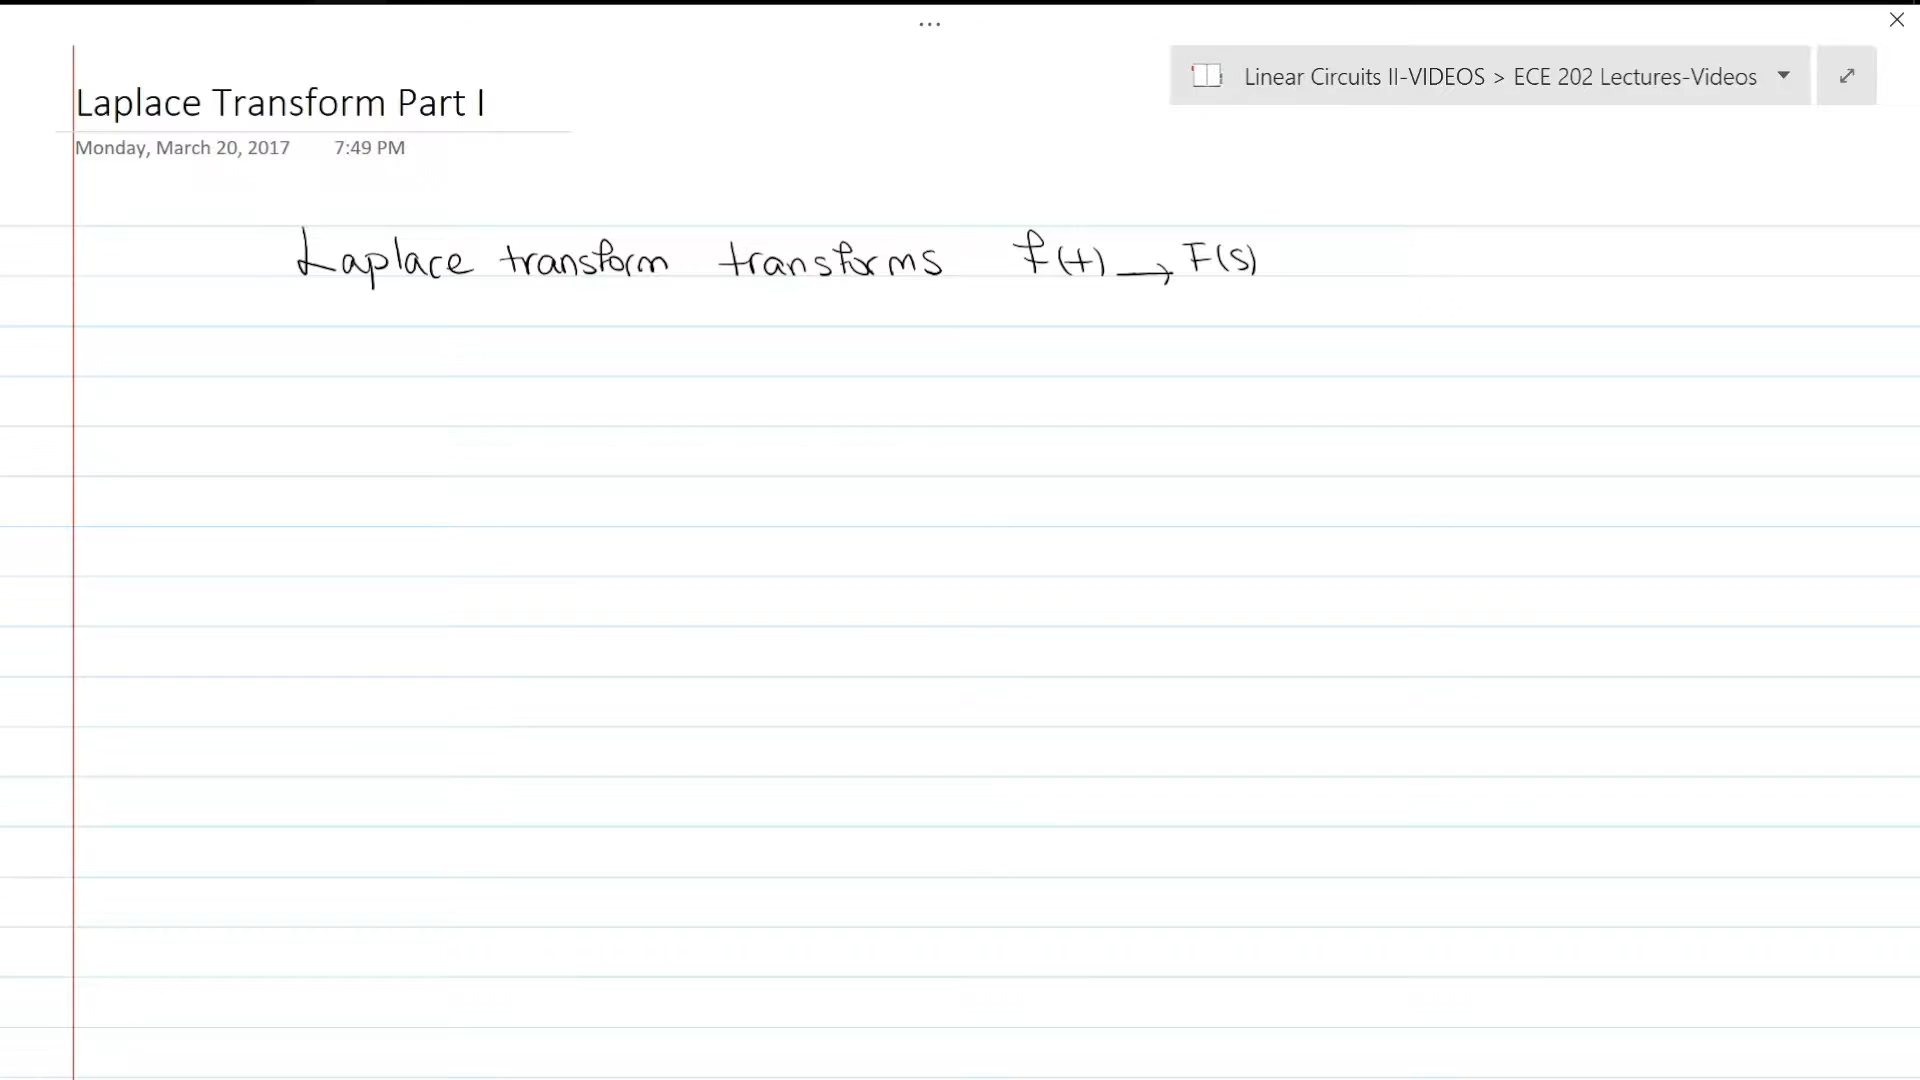 ...
Linear Circuits II-VIDEOS > ECE 202 Lectures-Videos
Laplace Transform Part I
Monday, March 20, 2017 7:49 PM
Laplace transform transforms f(t) → F(s)